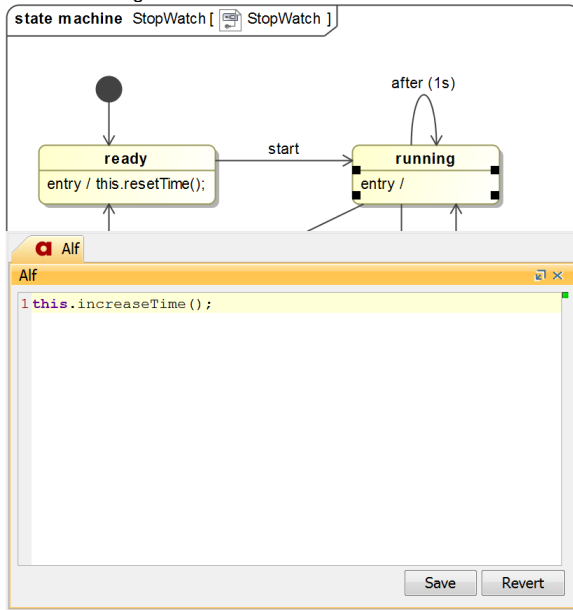 state machine StopWatch [ StopWatch ]
after (1s)
start
ready
entry / this.resetTime();
running
entry /
Alf
Alf
1 this.increaseTime();
Save Revert